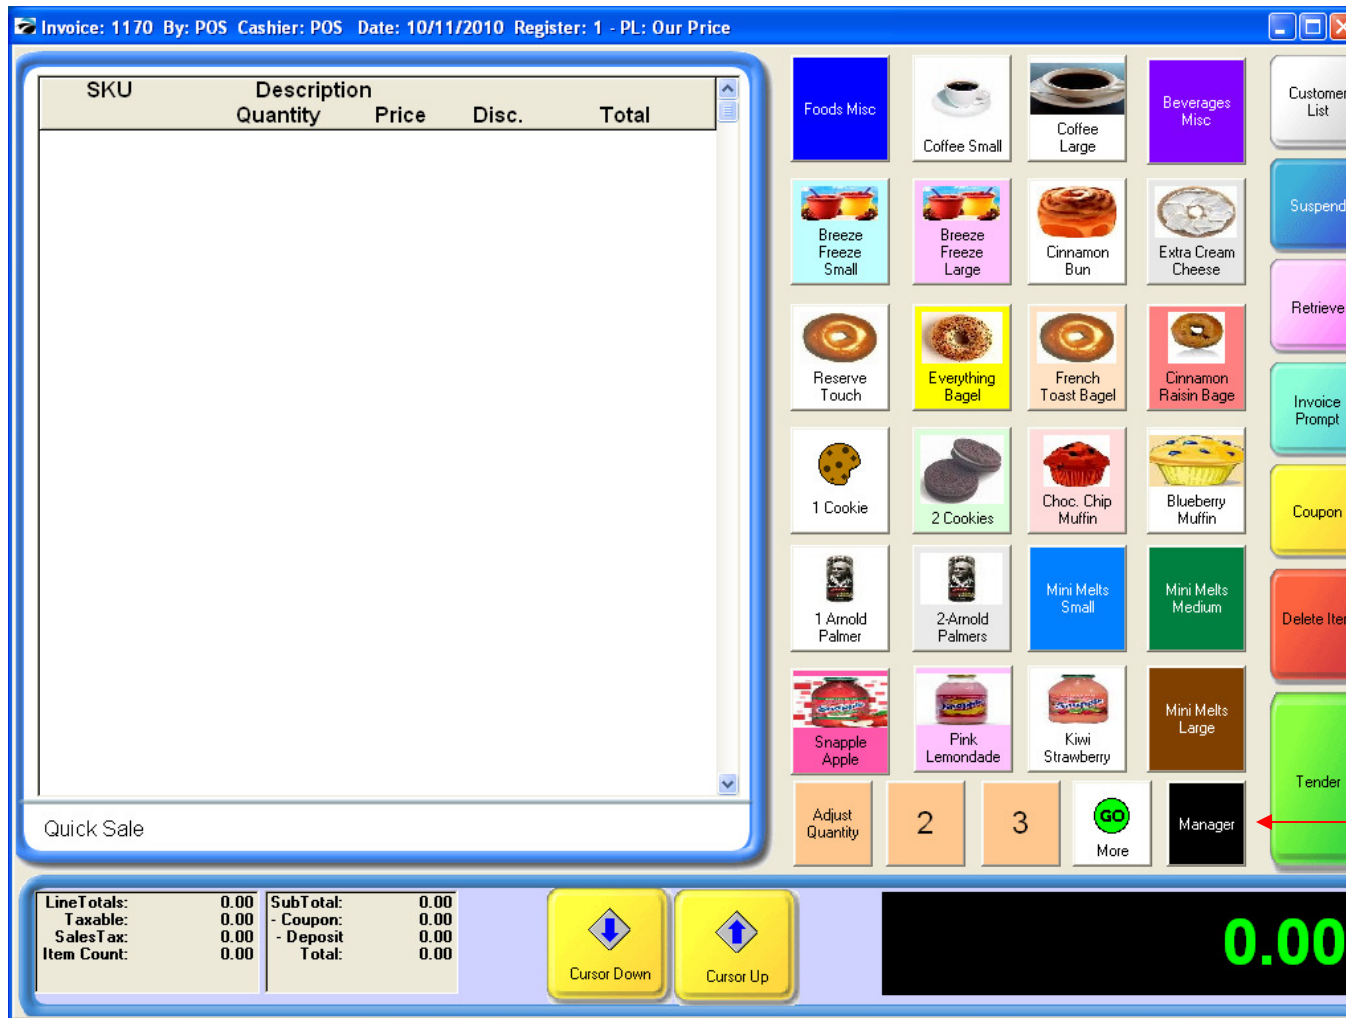 Invoice: 1170 By: POS Cashier: POS Date: 10/11/2010 Register: 1 - PL: Our Price
SKU Description
Quantity Price Disc. Total
Quick Sale
Foods Misc
Coffee Small
Coffee
Large
Beverages
Misc
Breeze
Freeze
Small
Breeze
Freeze
Large
Cinnamon
Bun
Extra Cream
Cheese
Reserve
Touch
Everything
Bagel
French
Toast Bagel
Cinnamon
Raisin Bage
1 Cookie
2 Cookies
Choc. Chip
Muffin
Blueberry
Muffin
1 Arnold
Palmer
2-Arnold
Palmers
Mini Melts
Small
Mini Melts
Medium
Snapple
Apple
Pink
Lemondade
Kiwi
Strawberry
Mini Melts
Large
Adjust
Quantity
2
3
GO
More
Manager
Customer
List
Suspend
Retrieve
Invoice
Prompt
Coupon
Delete Iter
Tender
LineTotals: 0.00
Taxable: 0.00
SalesTax: 0.00
Item Count: 0.00
SubTotal: 0.00
- Coupon: 0.00
- Deposit 0.00
Total: 0.00
Cursor Down
Cursor Up
0.00